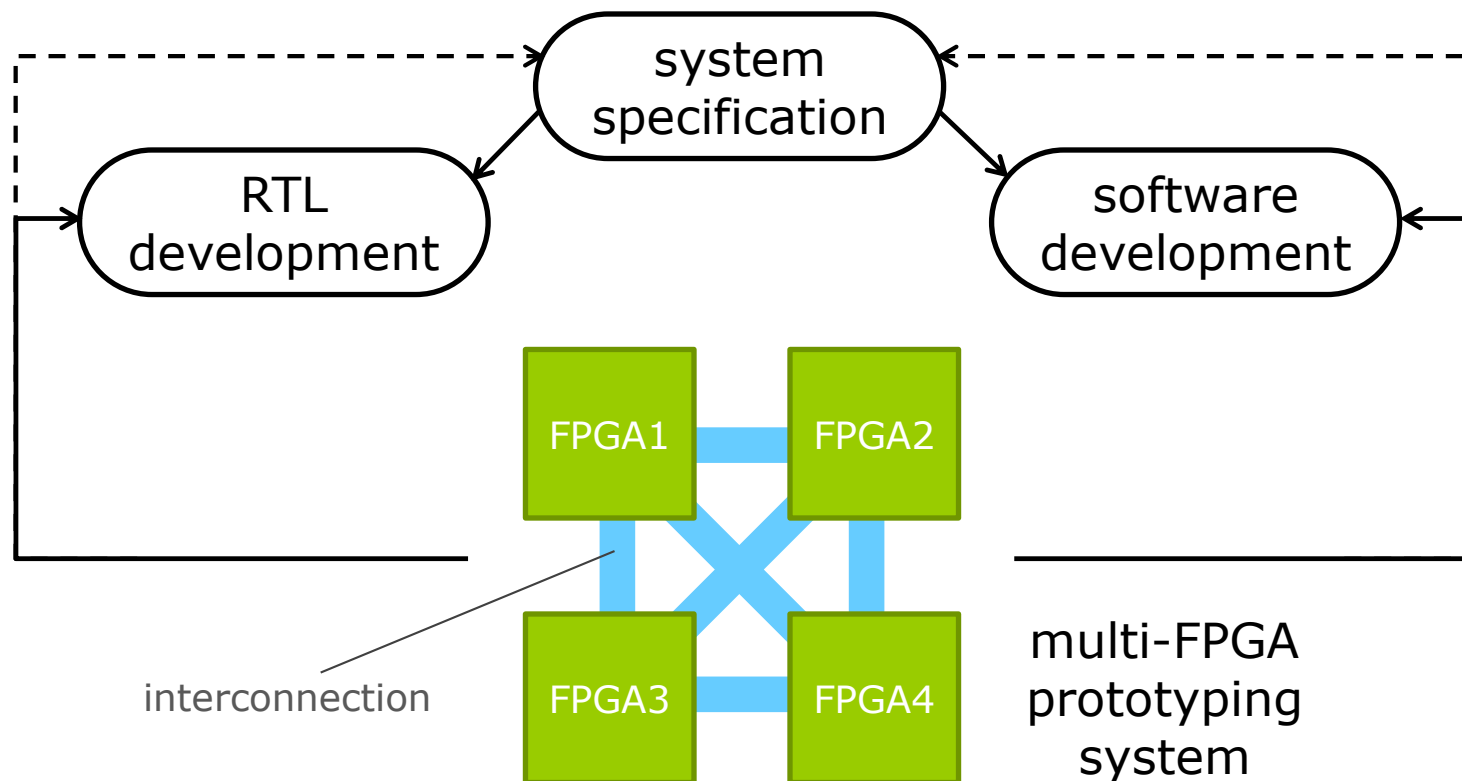 system
specification
RTL
development
software
development
FPGA1
FPGA2
interconnection
FPGA3
FPGA4
multi-FPGA
prototyping
system